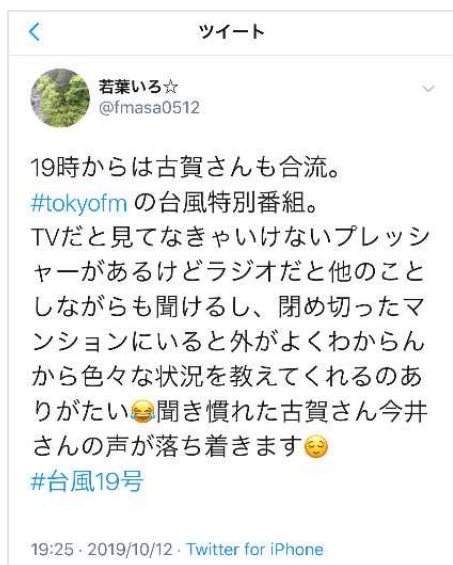 ツイート
若葉いろ☆
@fmasa0512
19時からは古賀さんも合流。
#tokyofm の台風特別番組。
TVだと見てなきゃいけないプレッシ
ャーがあるけどラジオだと他のこと
しながらも聞けるし、閉め切ったマ
ンションにいると外がよくわからん
から色々な状況を教えてくれるのあ
りがたい😂聞き慣れた古賀さん今井
さんの声が落ち着きます😌
#台風19号
19:25 · 2019/10/12 · Twitter for iPhone